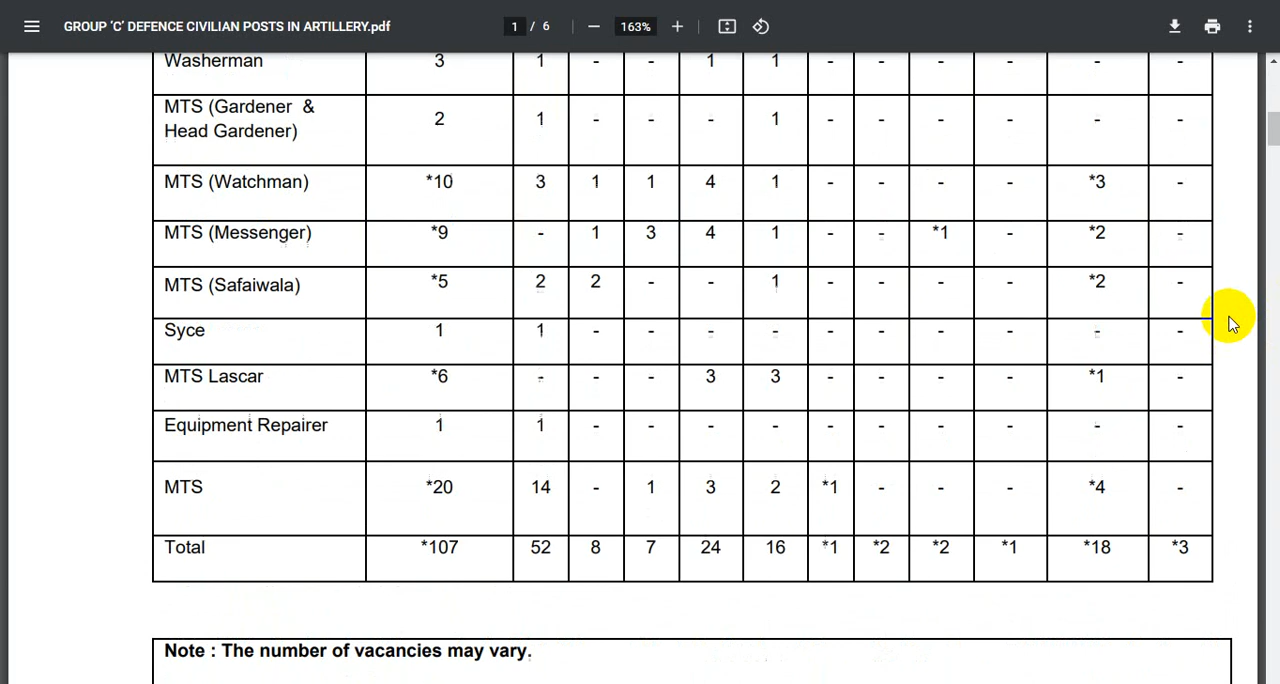 GROUP ‘C’ DEFENCE CIVILIAN POSTS IN ARTILLERY.pdf 1 / 6 163%
Washerman 3 1 - - 1 1 - - - - - -
MTS (Gardener &
Head Gardener) 2 1 - - - 1 - - - - - -
MTS (Watchman) *10 3 1 1 4 1 - - - - *3 -
MTS (Messenger) *9 - 1 3 4 1 - - *1 - *2 -
MTS (Safaiwala) *5 2 2 - - 1 - - - - *2 -
Syce 1 1 - - - - - - - - - -
MTS Lascar *6 - - - 3 3 - - - - *1 -
Equipment Repairer 1 1 - - - - - - - - - -
MTS *20 14 - 1 3 2 *1 - - - *4 -
Total *107 52 8 7 24 16 *1 *2 *2 *1 *18 *3
Note : The number of vacancies may vary.